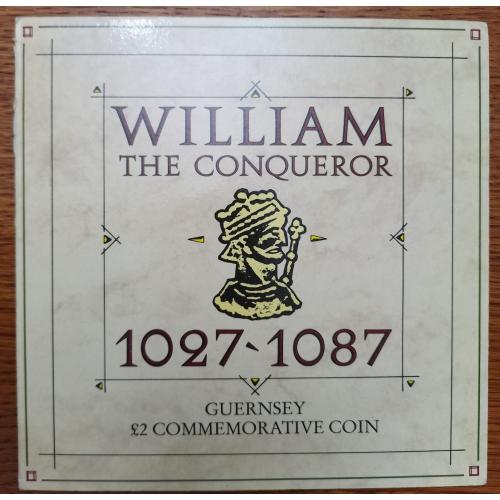 WILLIAM
THE CONQUEROR
1027-1087
GUERNSEY
£2 COMMEMORATIVE COIN